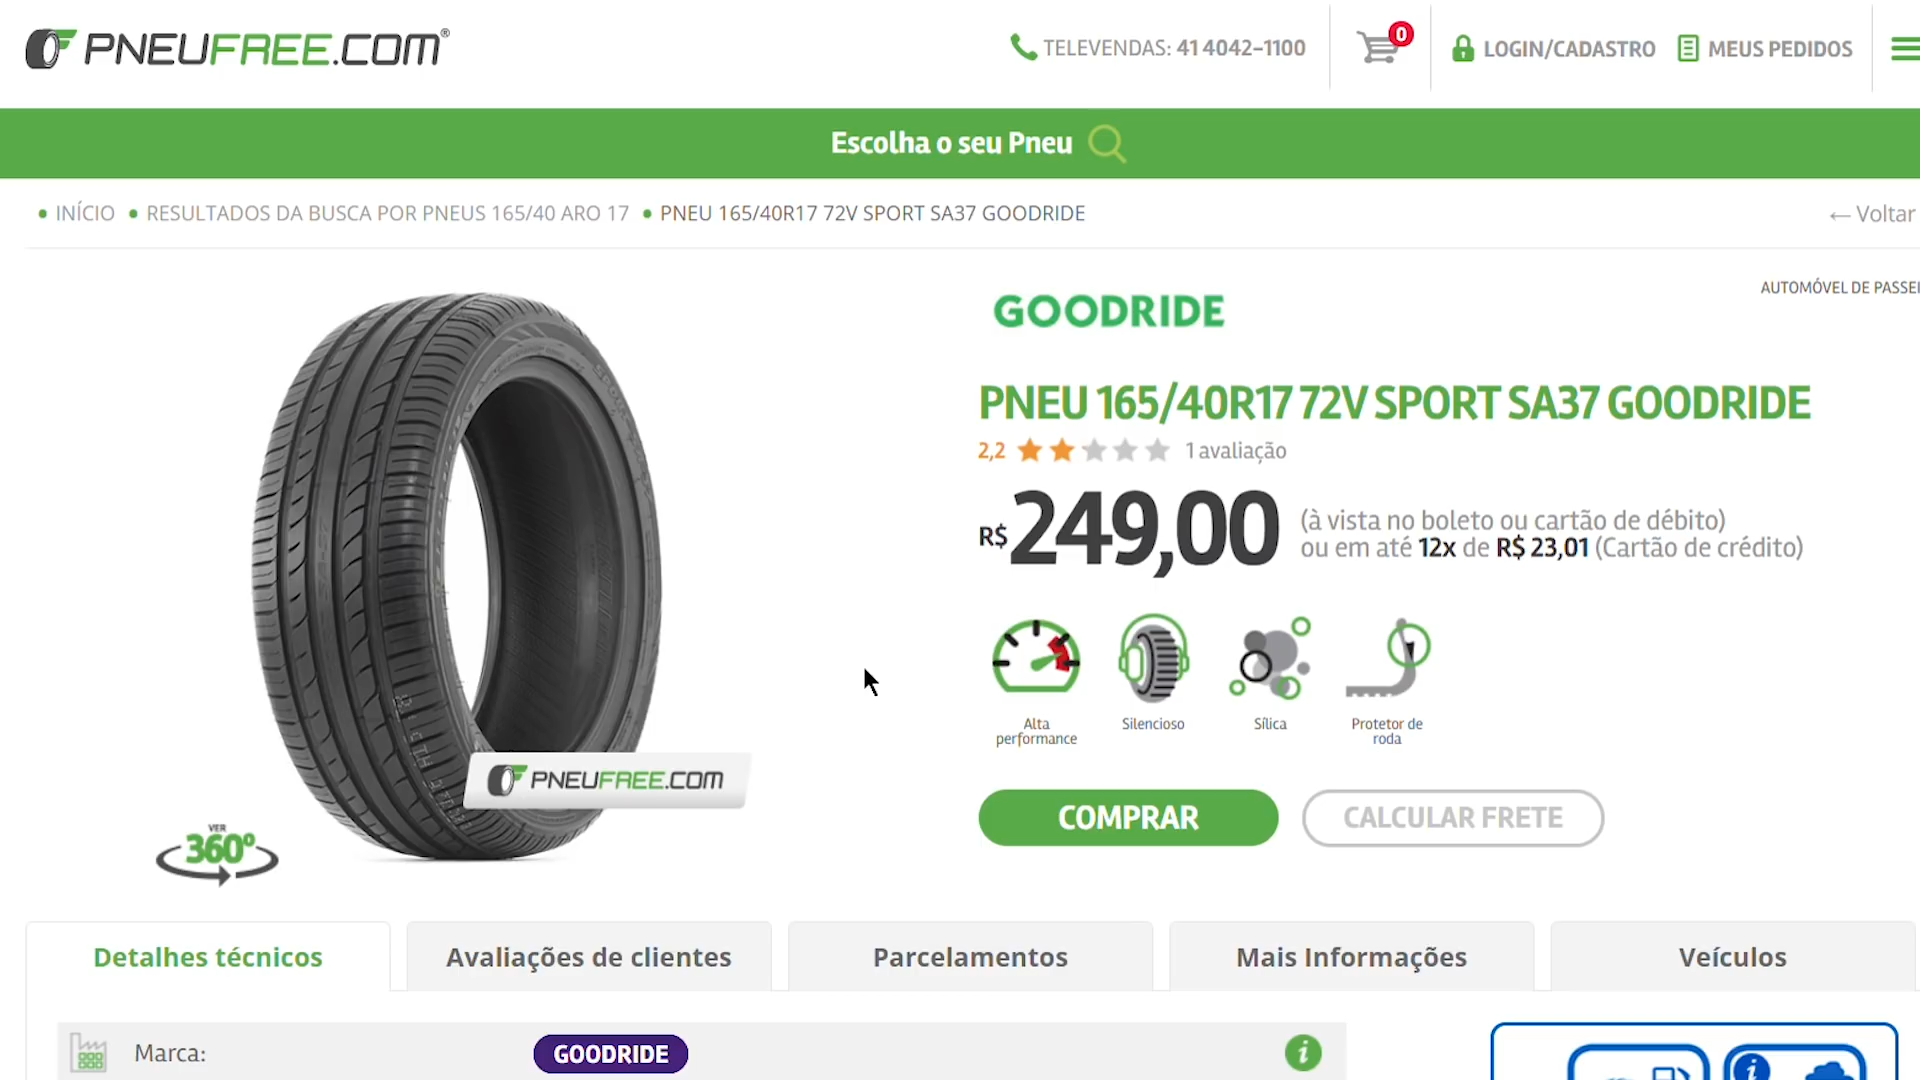 PNEUFREE.COM®
TELEVENDAS: 41 4042-1100
0
LOGIN/CADASTRO
MEUS PEDIDOS
Escolha o seu Pneu
INÍCIO
RESULTADOS DA BUSCA POR PNEUS 165/40 ARO 17
PNEU 165/40R17 72V SPORT SA37 GOODRIDE
← Voltar
AUTOMÓVEL DE PASSEI
GOODRIDE
PNEU 165/40R17 72V SPORT SA37 GOODRIDE
2,2
1 avaliação
R$ 249,00
(à vista no boleto ou cartão de débito)
ou em até 12x de R$ 23,01 (Cartão de crédito)
Alta
performance
Silencioso
Sílica
Protetor de
roda
PNEUFREE.COM
VER
360º
COMPRAR
CALCULAR FRETE
Detalhes técnicos
Avaliações de clientes
Parcelamentos
Mais Informações
Veículos
Marca:
GOODRIDE
i
i